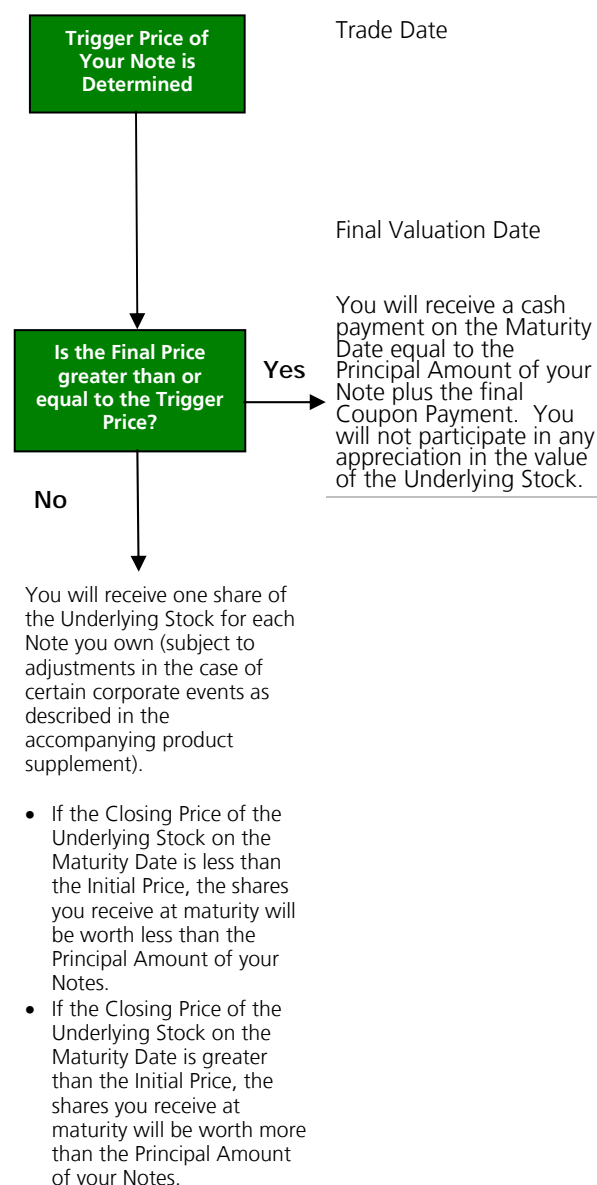 Trigger Price of
Your Note is
Determined
Trade Date
Final Valuation Date
Is the Final Price
greater than or
equal to the Trigger
Price?
Yes
You will receive a cash
payment on the Maturity
Date equal to the
Principal Amount of your
Note plus the final
Coupon Payment.  You
will not participate in any
appreciation in the value
of the Underlying Stock.
No
You will receive one share of
the Underlying Stock for each
Note you own (subject to
adjustments in the case of
certain corporate events as
described in the
accompanying product
supplement).
• If the Closing Price of the
Underlying Stock on the
Maturity Date is less than
the Initial Price, the shares
you receive at maturity will
be worth less than the
Principal Amount of your
Notes.
• If the Closing Price of the
Underlying Stock on the
Maturity Date is greater
than the Initial Price, the
shares you receive at
maturity will be worth more
than the Principal Amount
of your Notes.